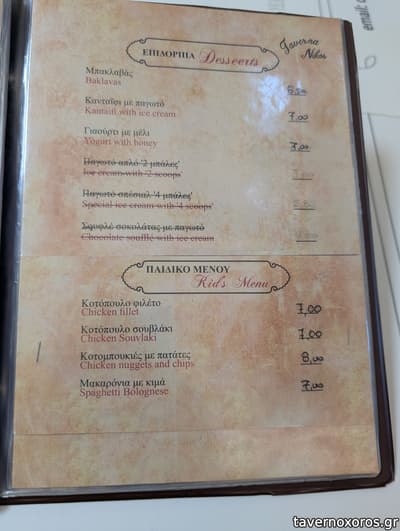 Taverna
Nikos
ΕΠΙΔΟΡΠΙΑ Desseerts
Μπακλαβάς
Baklavas
Κανταΐφι με παγωτό 7,00
Kantaifi with ice cream
Γιαούρτι με μέλι 7,00
Yogurt with honey
Παγωτό απλό '2 μπάλες'
Ice cream with '2 scoops'
Παγωτό σπέσιαλ '4 μπάλες'
Special ice cream with '4 scoops'
Σουφλέ σοκολάτας με παγωτό
Chocolate soufflé with ice cream
ΠΑΙΔΙΚΟ ΜΕΝΟΥ
Kid's Menu
Κοτόπουλο φιλέτο 7,00
Chicken fillet
Κοτόπουλο σουβλάκι 7,00
Chicken Souvlaki
Κοτομπουκιές με πατάτες 8,00
Chicken nuggets and chips
Μακαρόνια με κιμά 7,00
Spaghetti Bolognese
email:
tavernoxoros.gr